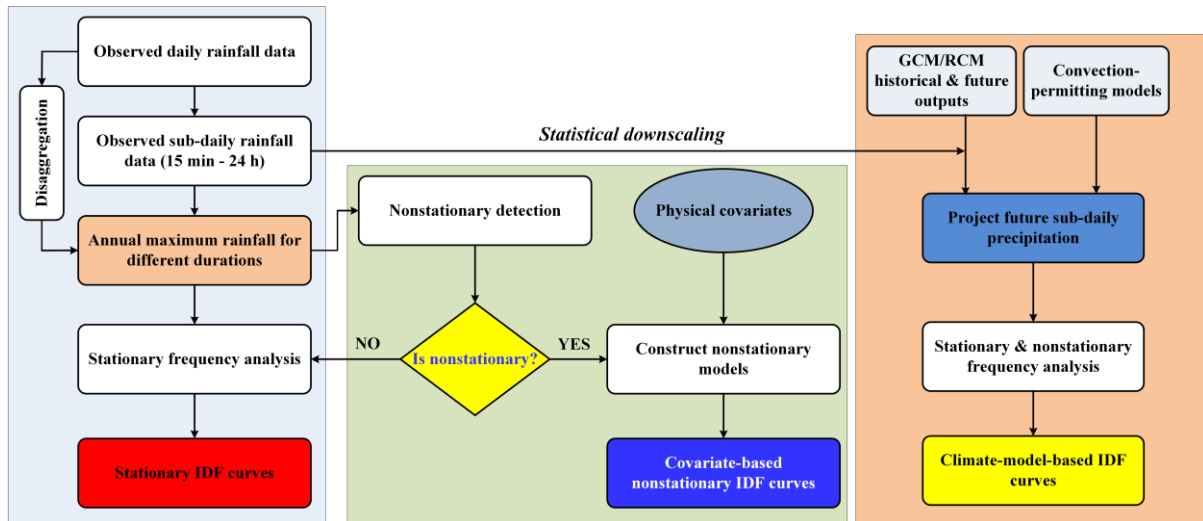 Observed daily rainfall data
Disaggregation
Observed sub-daily rainfall
data (15 min - 24 h)
Annual maximum rainfall for
different durations
Stationary frequency analysis
Stationary IDF curves
Statistical downscaling
Nonstationary detection
Physical covariates
NO
Is nonstationary?
YES
Construct nonstationary
models
Covariate-based
nonstationary IDF curves
GCM/RCM
historical & future
outputs
Convection-
permitting models
Project future sub-daily
precipitation
Stationary & nonstationary
frequency analysis
Climate-model-based IDF
curves